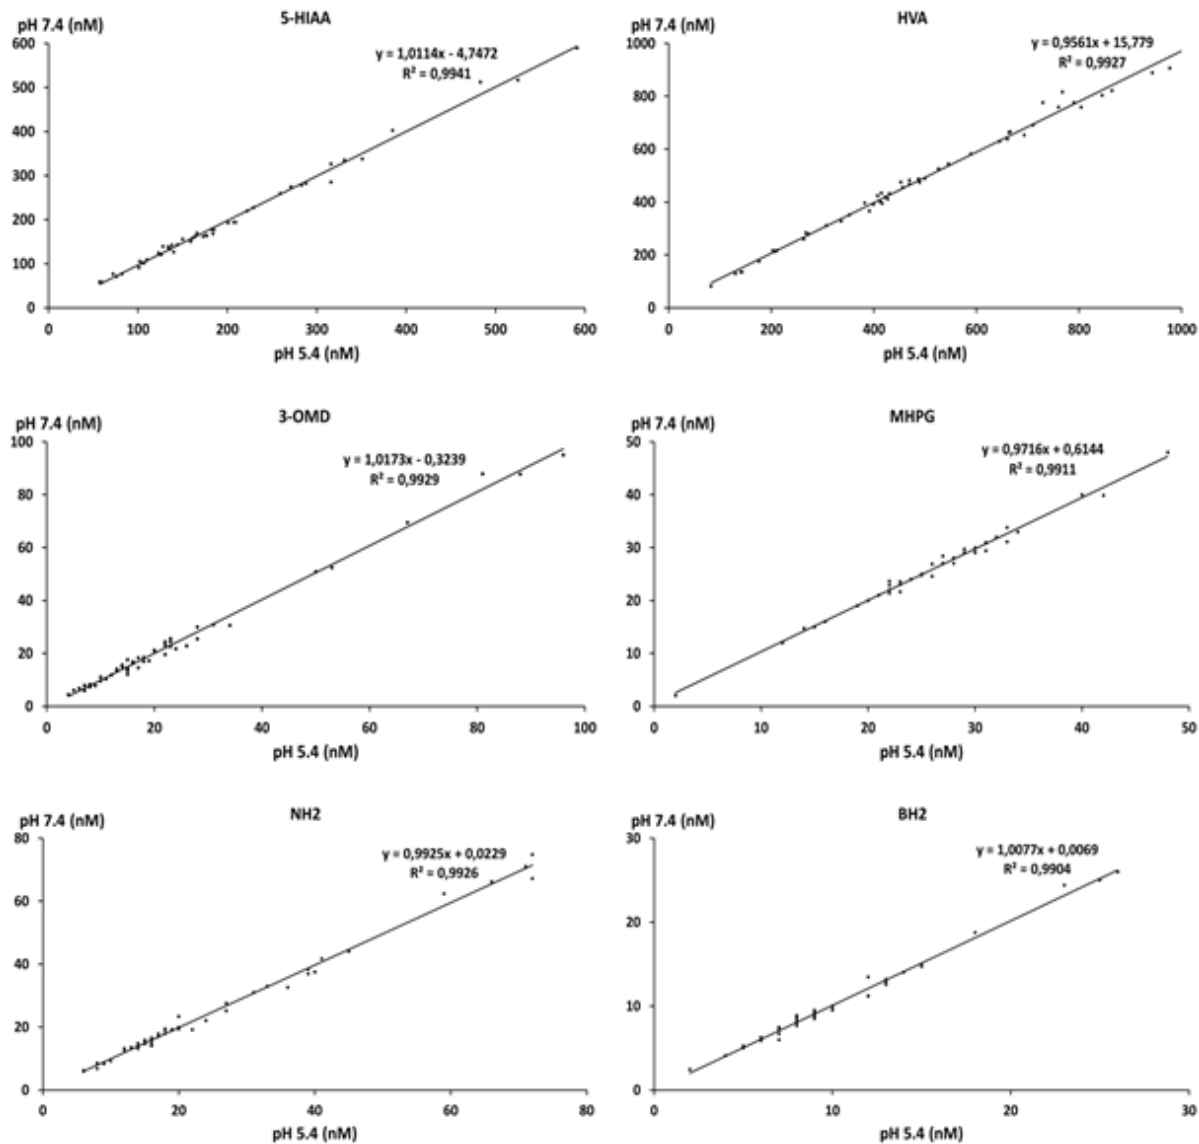 5-HIAA
pH 7.4 (nM)
y = 1,0114x - 4,7472
R² = 0,9941
600
500
400
300
200
100
0
0 100 200 300 400 500 600
pH 5.4 (nM)
HVA
pH 7.4 (nM)
y = 0,9561x + 15,779
R² = 0,9927
1000
800
600
400
200
0
0 200 400 600 800 1000
pH 5.4 (nM)
3-OMD
pH 7.4 (nM)
y = 1,0173x - 0,3239
R² = 0,9929
100
80
60
40
20
0
0 20 40 60 80 100
pH 5.4 (nM)
MHPG
pH 7.4 (nM)
y = 0,9716x + 0,6144
R² = 0,9911
50
40
30
20
10
0
0 10 20 30 40 50
pH 5.4 (nM)
NH2
pH 7.4 (nM)
y = 0,9925x + 0,0229
R² = 0,9926
80
60
40
20
0
0 20 40 60 80
pH 5.4 (nM)
BH2
pH 7.4 (nM)
y = 1,0077x + 0,0069
R² = 0,9904
30
20
10
0
0 10 20 30
pH 5.4 (nM)